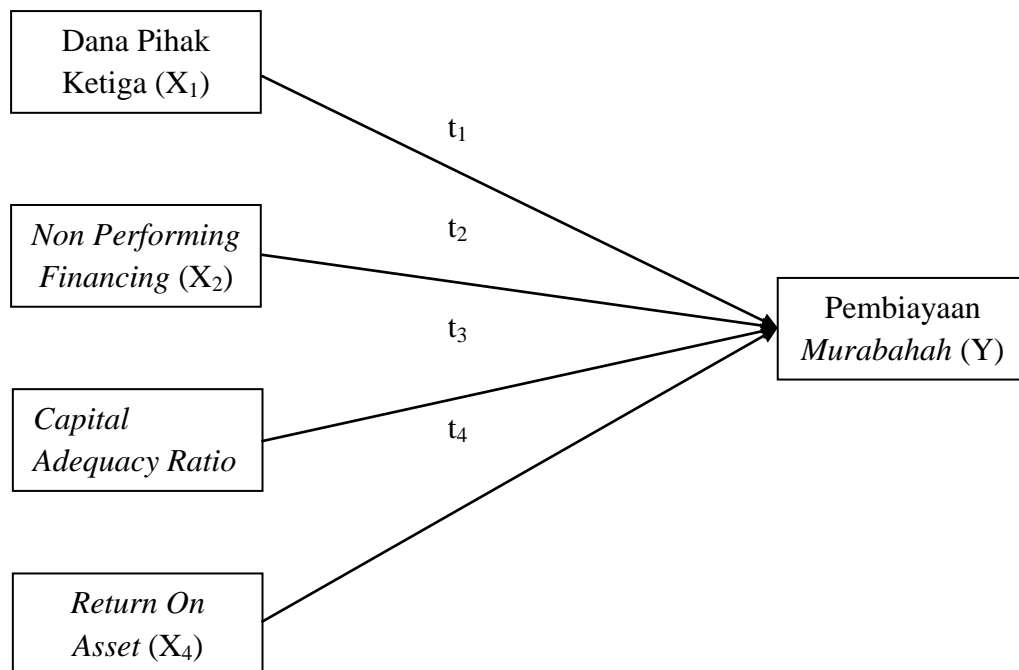 Dana Pihak
Ketiga (X₁)
t₁
Non Performing
Financing (X₂)
t₂
Pembiayaan
Murabahah (Y)
t₃
Capital
Adequacy Ratio
t₄
Return On
Asset (X₄)